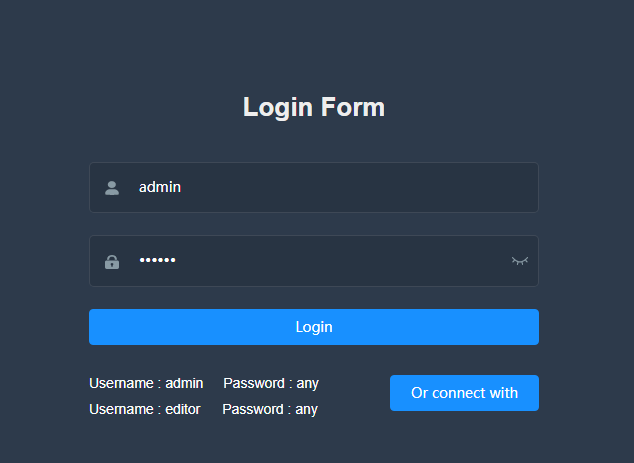 Login Form
admin
••••••
Login
Username : admin Password : any
Username : editor Password : any
Or connect with